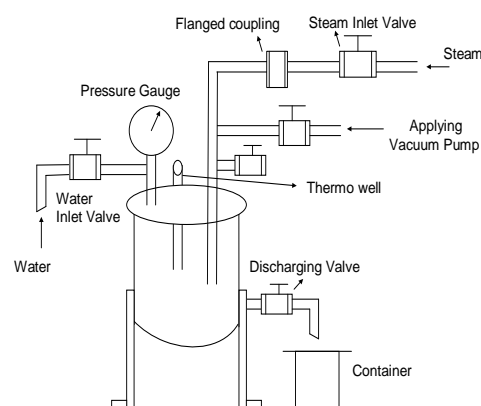 Flanged coupling
Steam Inlet Valve
Steam
Pressure Gauge
Applying
Vacuum Pump
Thermo well
Water
Inlet Valve
Water
Discharging Valve
Container